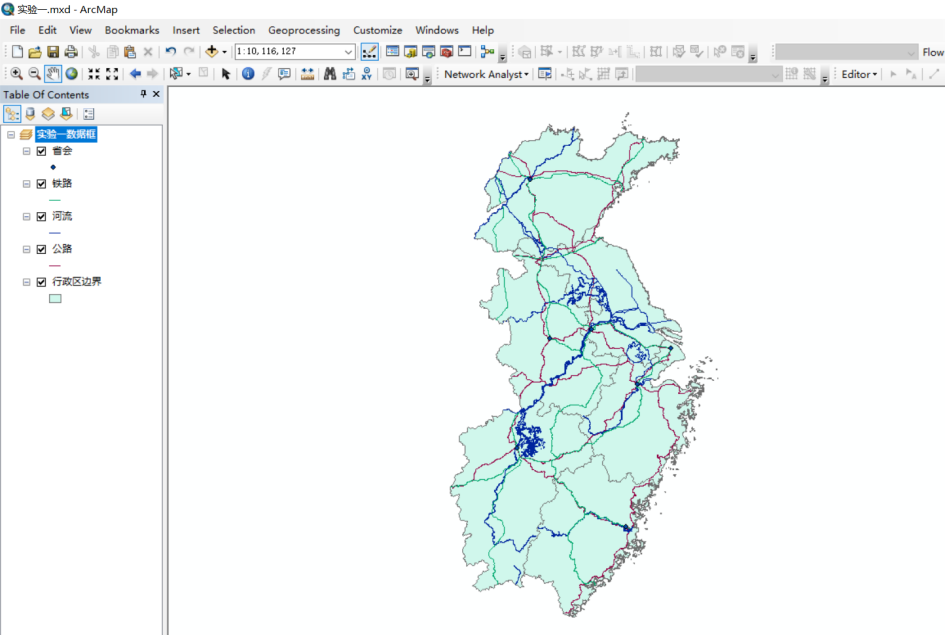 实验一.mxd - ArcMap
File Edit View Bookmarks Insert Selection Geoprocessing Customize Windows Help
1:10,116,127
Network Analyst Editor Flow
Table Of Contents
实验一数据框
省会
铁路
河流
公路
行政区边界